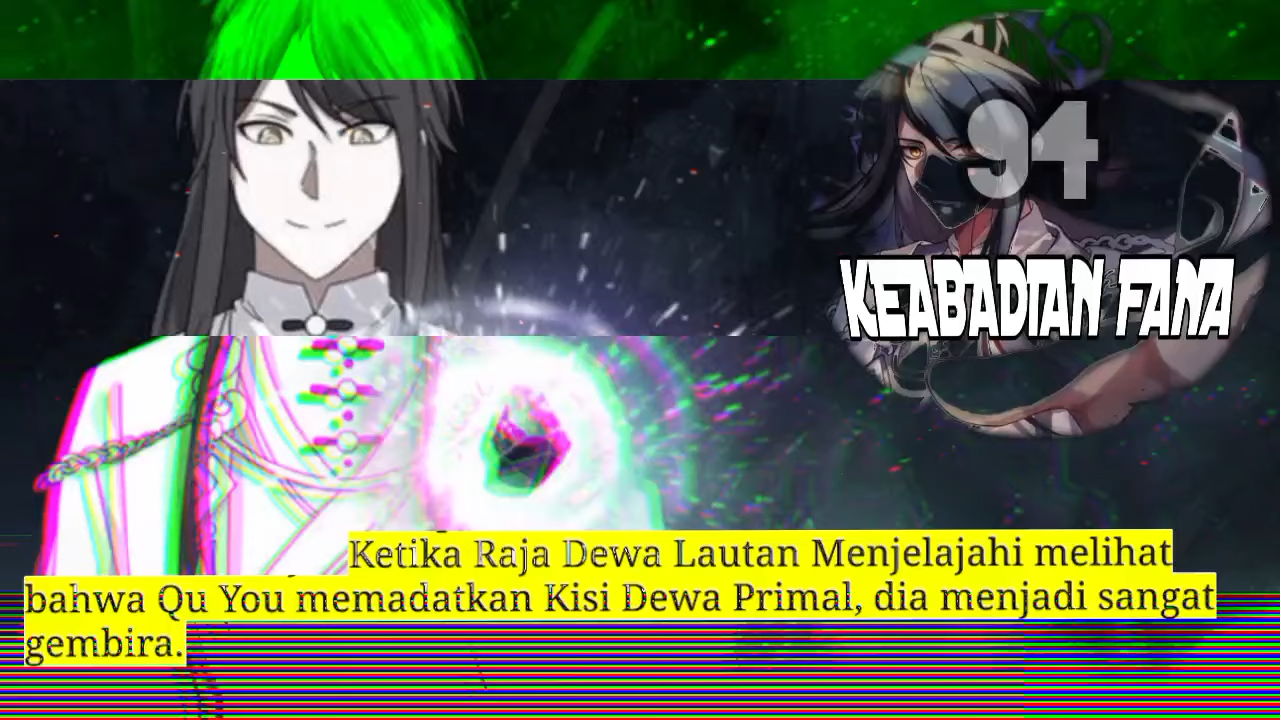 94
KEABADIAN FANA
Ketika Raja Dewa Lautan Menjelajahi melihat
bahwa Qu You memadatkan Kisi Dewa Primal, dia menjadi sangat
gembira.